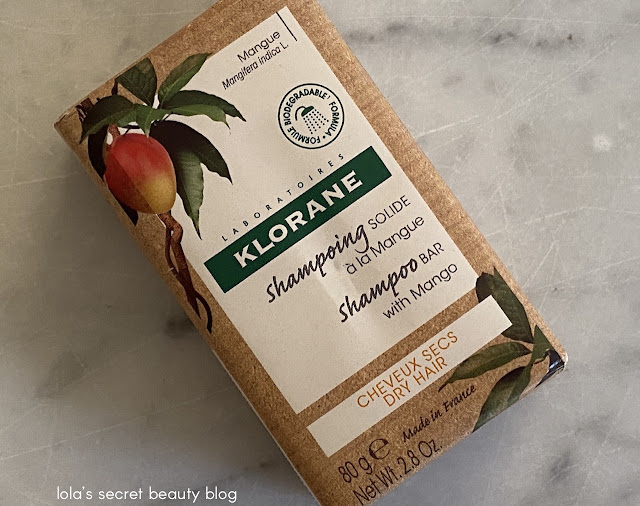 Mangue
Mangifera indica L.
FORMULE BIODEGRADABLE' FORMULA
LABORATOIRES
KLORANE
shampoing SOLIDE
à la Mangue
shampoo BAR
with Mango
CHEVEUX SECS
DRY HAIR
Made in France
80 g e
Net Wt. 2.8 Oz.
lola's secret beauty blog